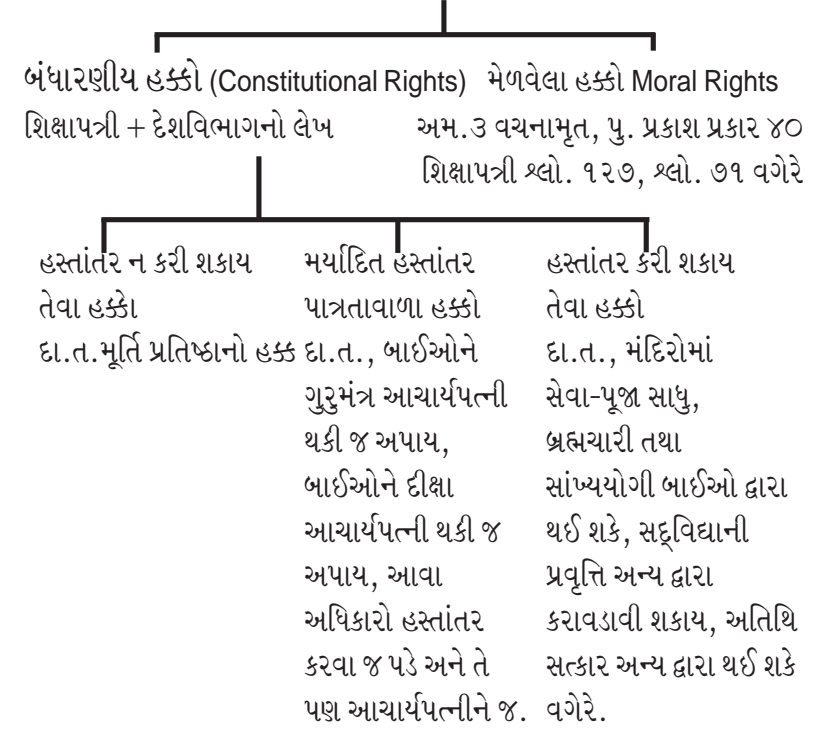 બંધારણીય હક્કો (Constitutional Rights)
શિક્ષાપત્રી + દેશવિભાગનો લેખ
મેળવેલા હક્કો Moral Rights
અમ.૩ વચનામૃત, પુ. પ્રકાશ પ્રકાર ૪૦
શિક્ષાપત્રી શ્લો. ૧૨૭, શ્લો. ૭૧ વગેરે
હસ્તાંતર ન કરી શકાય
તેવા હક્કો
દા.ત.મૂર્તિ પ્રતિષ્ઠાનો હક્ક
મર્યાદિત હસ્તાંતર
પાત્રતાવાળા હક્કો
દા.ત., બાઈઓને
ગુરુમંત્ર આચાર્યપત્ની
થકી જ અપાય,
બાઈઓને દીક્ષા
આચાર્યપત્ની થકી જ
અપાય, આવા
અધિકારો હસ્તાંતર
કરવા જ પડે અને તે
પણ આચાર્યપત્નીને જ.
હસ્તાંતર કરી શકાય
તેવા હક્કો
દા.ત., મંદિરોમાં
સેવા-પૂજા સાધુ,
બ્રહ્મચારી તથા
સાંખ્યયોગી બાઈઓ દ્વારા
થઈ શકે, સદ્‌વિદ્યાની
પ્રવૃત્તિ અન્ય દ્વારા
કરાવડાવી શકાય, અતિથિ
સત્કાર અન્ય દ્વારા થઈ શકે
વગેરે.